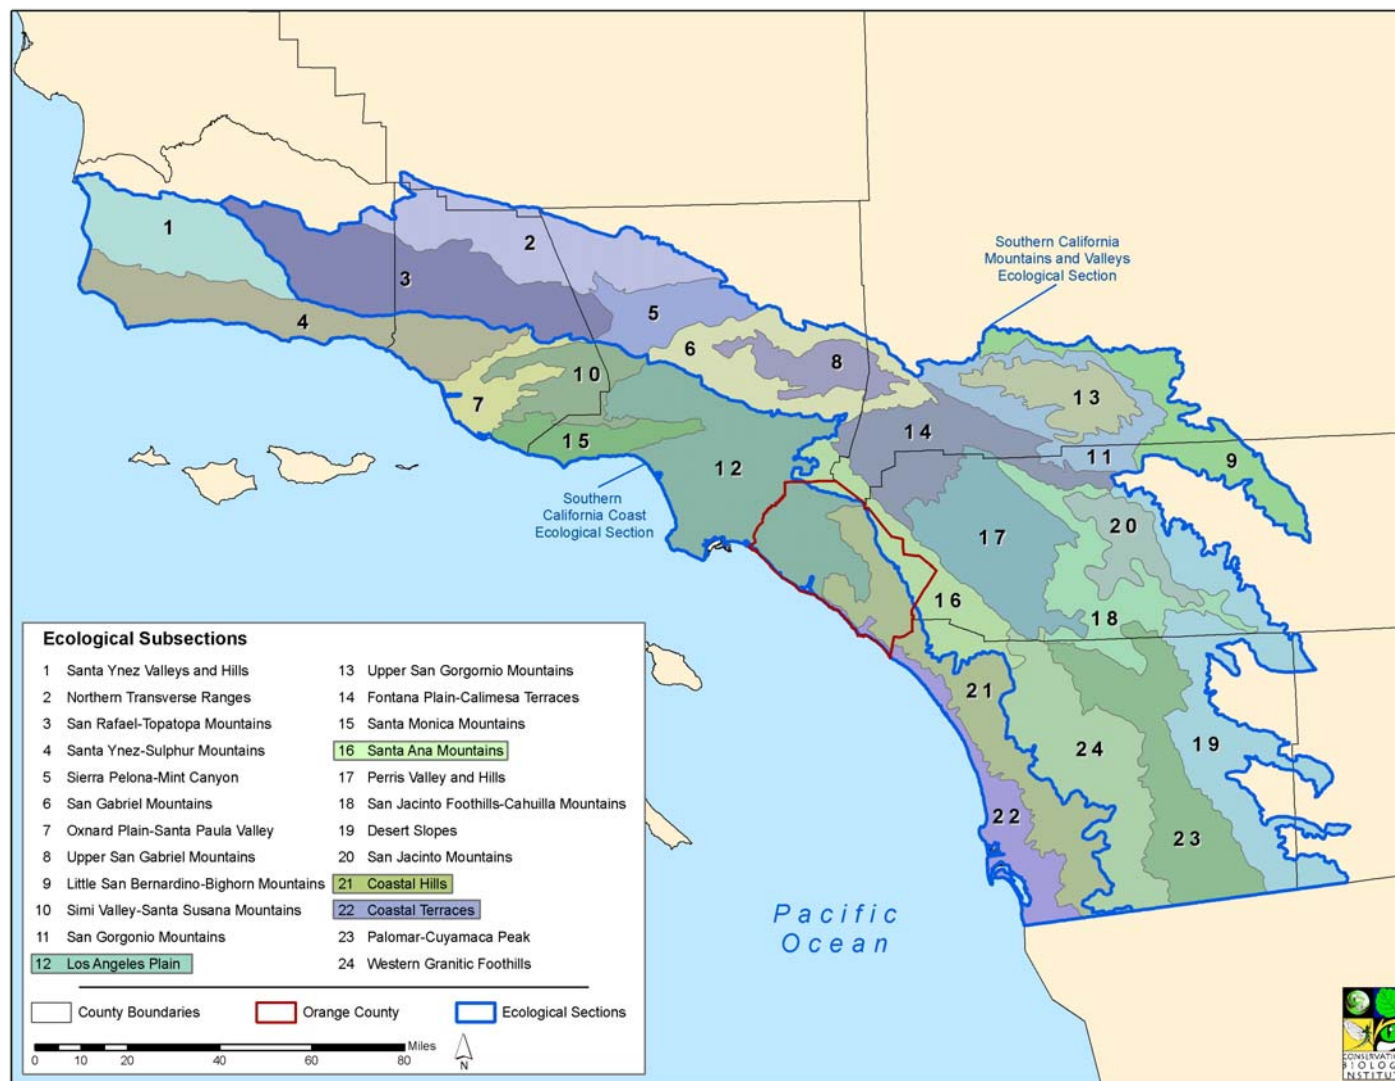 1
2
3
4
5
6
7
8
9
10
11
12
13
14
15
16
17
18
19
20
21
22
23
24
Southern California
Mountains and Valleys
Ecological Section
Southern
California Coast
Ecological Section
Pacific
Ocean
Ecological Subsections
1 Santa Ynez Valleys and Hills
2 Northern Transverse Ranges
3 San Rafael-Topatopa Mountains
4 Santa Ynez-Sulphur Mountains
5 Sierra Pelona-Mint Canyon
6 San Gabriel Mountains
7 Oxnard Plain-Santa Paula Valley
8 Upper San Gabriel Mountains
9 Little San Bernardino-Bighorn Mountains
10 Simi Valley-Santa Susana Mountains
11 San Gorgonio Mountains
12 Los Angeles Plain
13 Upper San Gorgornio Mountains
14 Fontana Plain-Calimesa Terraces
15 Santa Monica Mountains
16 Santa Ana Mountains
17 Perris Valley and Hills
18 San Jacinto Foothills-Cahuilla Mountains
19 Desert Slopes
20 San Jacinto Mountains
21 Coastal Hills
22 Coastal Terraces
23 Palomar-Cuyamaca Peak
24 Western Granitic Foothills
County Boundaries
Orange County
Ecological Sections
Miles
0 10 20 40 60 80
N